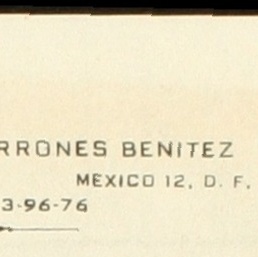 RRONES BENITEZ
MEXICO 12, D. F.
3-96-76